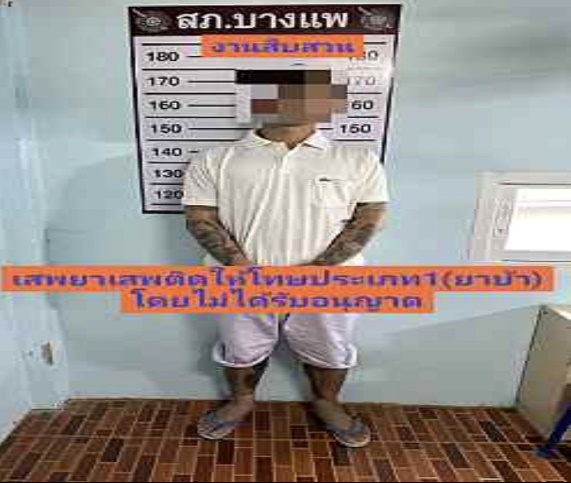 สภ.บางแพ
งานสืบสวน
180
170 170
160 60
150 150
140
130
120
เสพยาเสพติดให้โทษประเภท1(ยาบ้า)
โดยไม่ได้รับอนุญาต